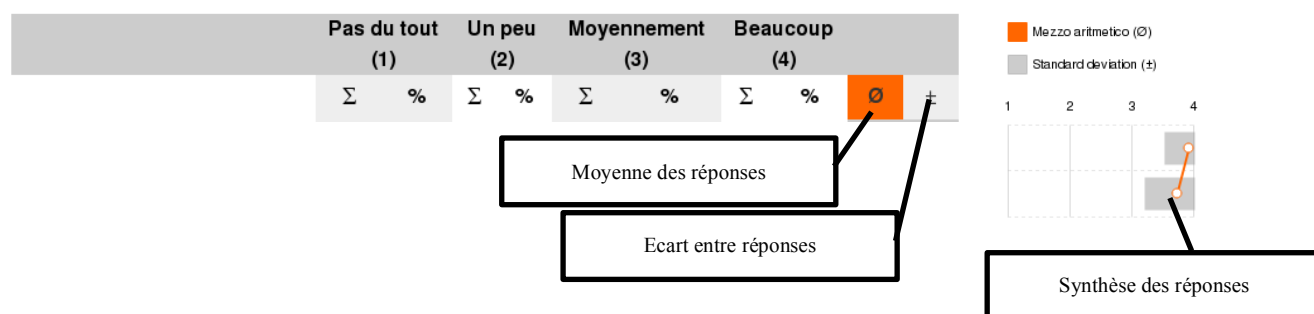 Pas du tout Un peu Moyennement Beaucoup
(1) (2) (3) (4)
Σ % Σ % Σ % Σ % Ø ±
Moyenne des réponses
Ecart entre réponses
Mezzo aritmetico (Ø)
Standard deviation (±)
1 2 3 4
Synthèse des réponses